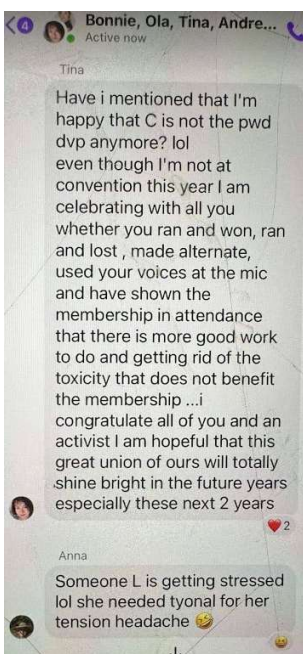 4
Bonnie, Ola, Tina, Andre...
Active now
Tina
Have i mentioned that I'm
happy that C is not the pwd
dvp anymore? lol
even though I'm not at
convention this year I am
celebrating with all you
whether you ran and won, ran
and lost , made alternate,
used your voices at the mic
and have shown the
membership in attendance
that there is more good work
to do and getting rid of the
toxicity that does not benefit
the membership ...i
congratulate all of you and an
activist I am hopeful that this
great union of ours will totally
shine bright in the future years
especially these next 2 years
2
Anna
Someone L is getting stressed
lol she needed tyonal for her
tension headache 🤣